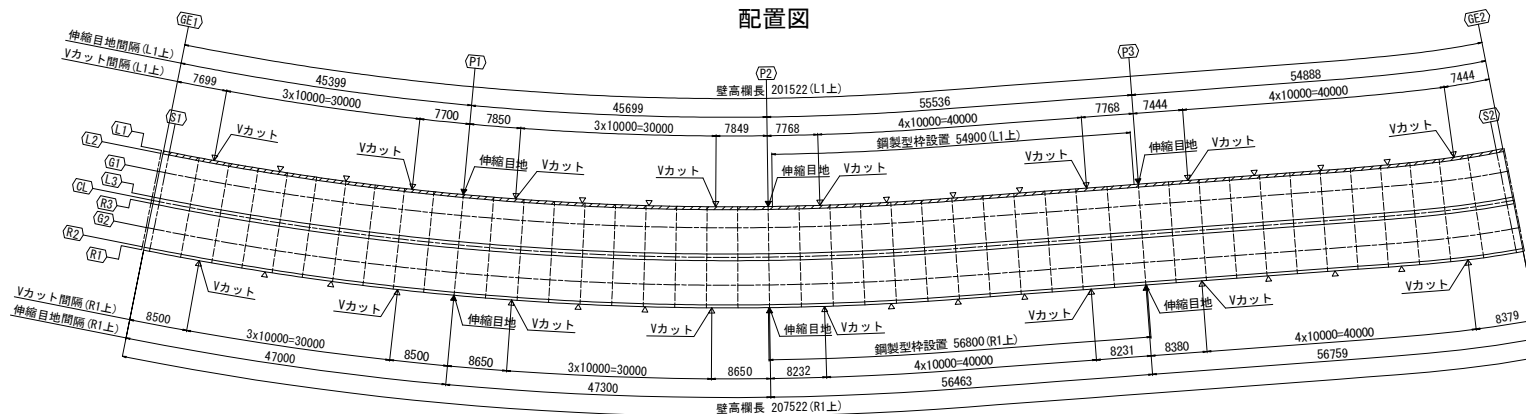 配置図
GE1
GE2
P1
P2
P3
伸縮目地間隔(L1上)
Vカット間隔(L1上)
壁高欄長 201522(L1上)
45399
45699
55536
54888
7699
3x10000=30000
7700
7850
3x10000=30000
7849
7768
4x10000=40000
7768
7444
4x10000=40000
7444
鋼製型枠設置 54900(L1上)
S1
S2
L1
L2
G1
L3
CL
R3
G2
R2
R1
Vカット
Vカット
伸縮目地
Vカット
Vカット
伸縮目地
Vカット
Vカット
伸縮目地
Vカット
Vカット
Vカット
Vカット
伸縮目地
Vカット
Vカット
伸縮目地
Vカット
Vカット
伸縮目地
Vカット
Vカット
Vカット間隔(R1上)
伸縮目地間隔(R1上)
鋼製型枠設置 56800(R1上)
8500
3x10000=30000
8500
8650
3x10000=30000
8650
8232
4x10000=40000
8231
8380
4x10000=40000
8379
47000
47300
56463
56759
壁高欄長 207522(R1上)